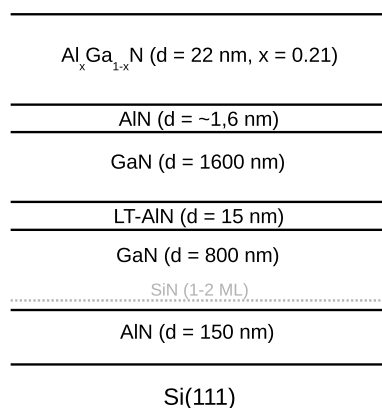 AlxGa1-xN (d = 22 nm, x = 0.21)
AlN (d = ~1,6 nm)
GaN (d = 1600 nm)
LT-AlN (d = 15 nm)
GaN (d = 800 nm)
SiN (1-2 ML)
AlN (d = 150 nm)
Si(111)